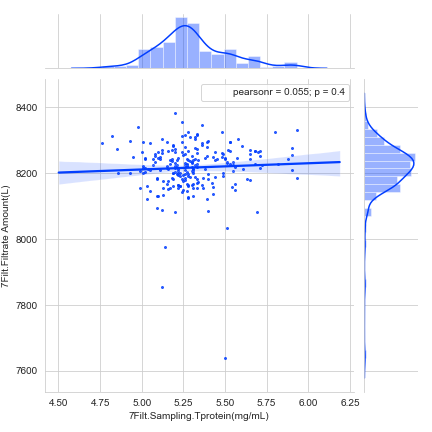 pearsonr = 0.055; p = 0.4
8400
8200
8000
7800
7600
7Filt.Filtrate Amount(L)
4.50 4.75 5.00 5.25 5.50 5.75 6.00 6.25
7Filt.Sampling.Tprotein(mg/mL)